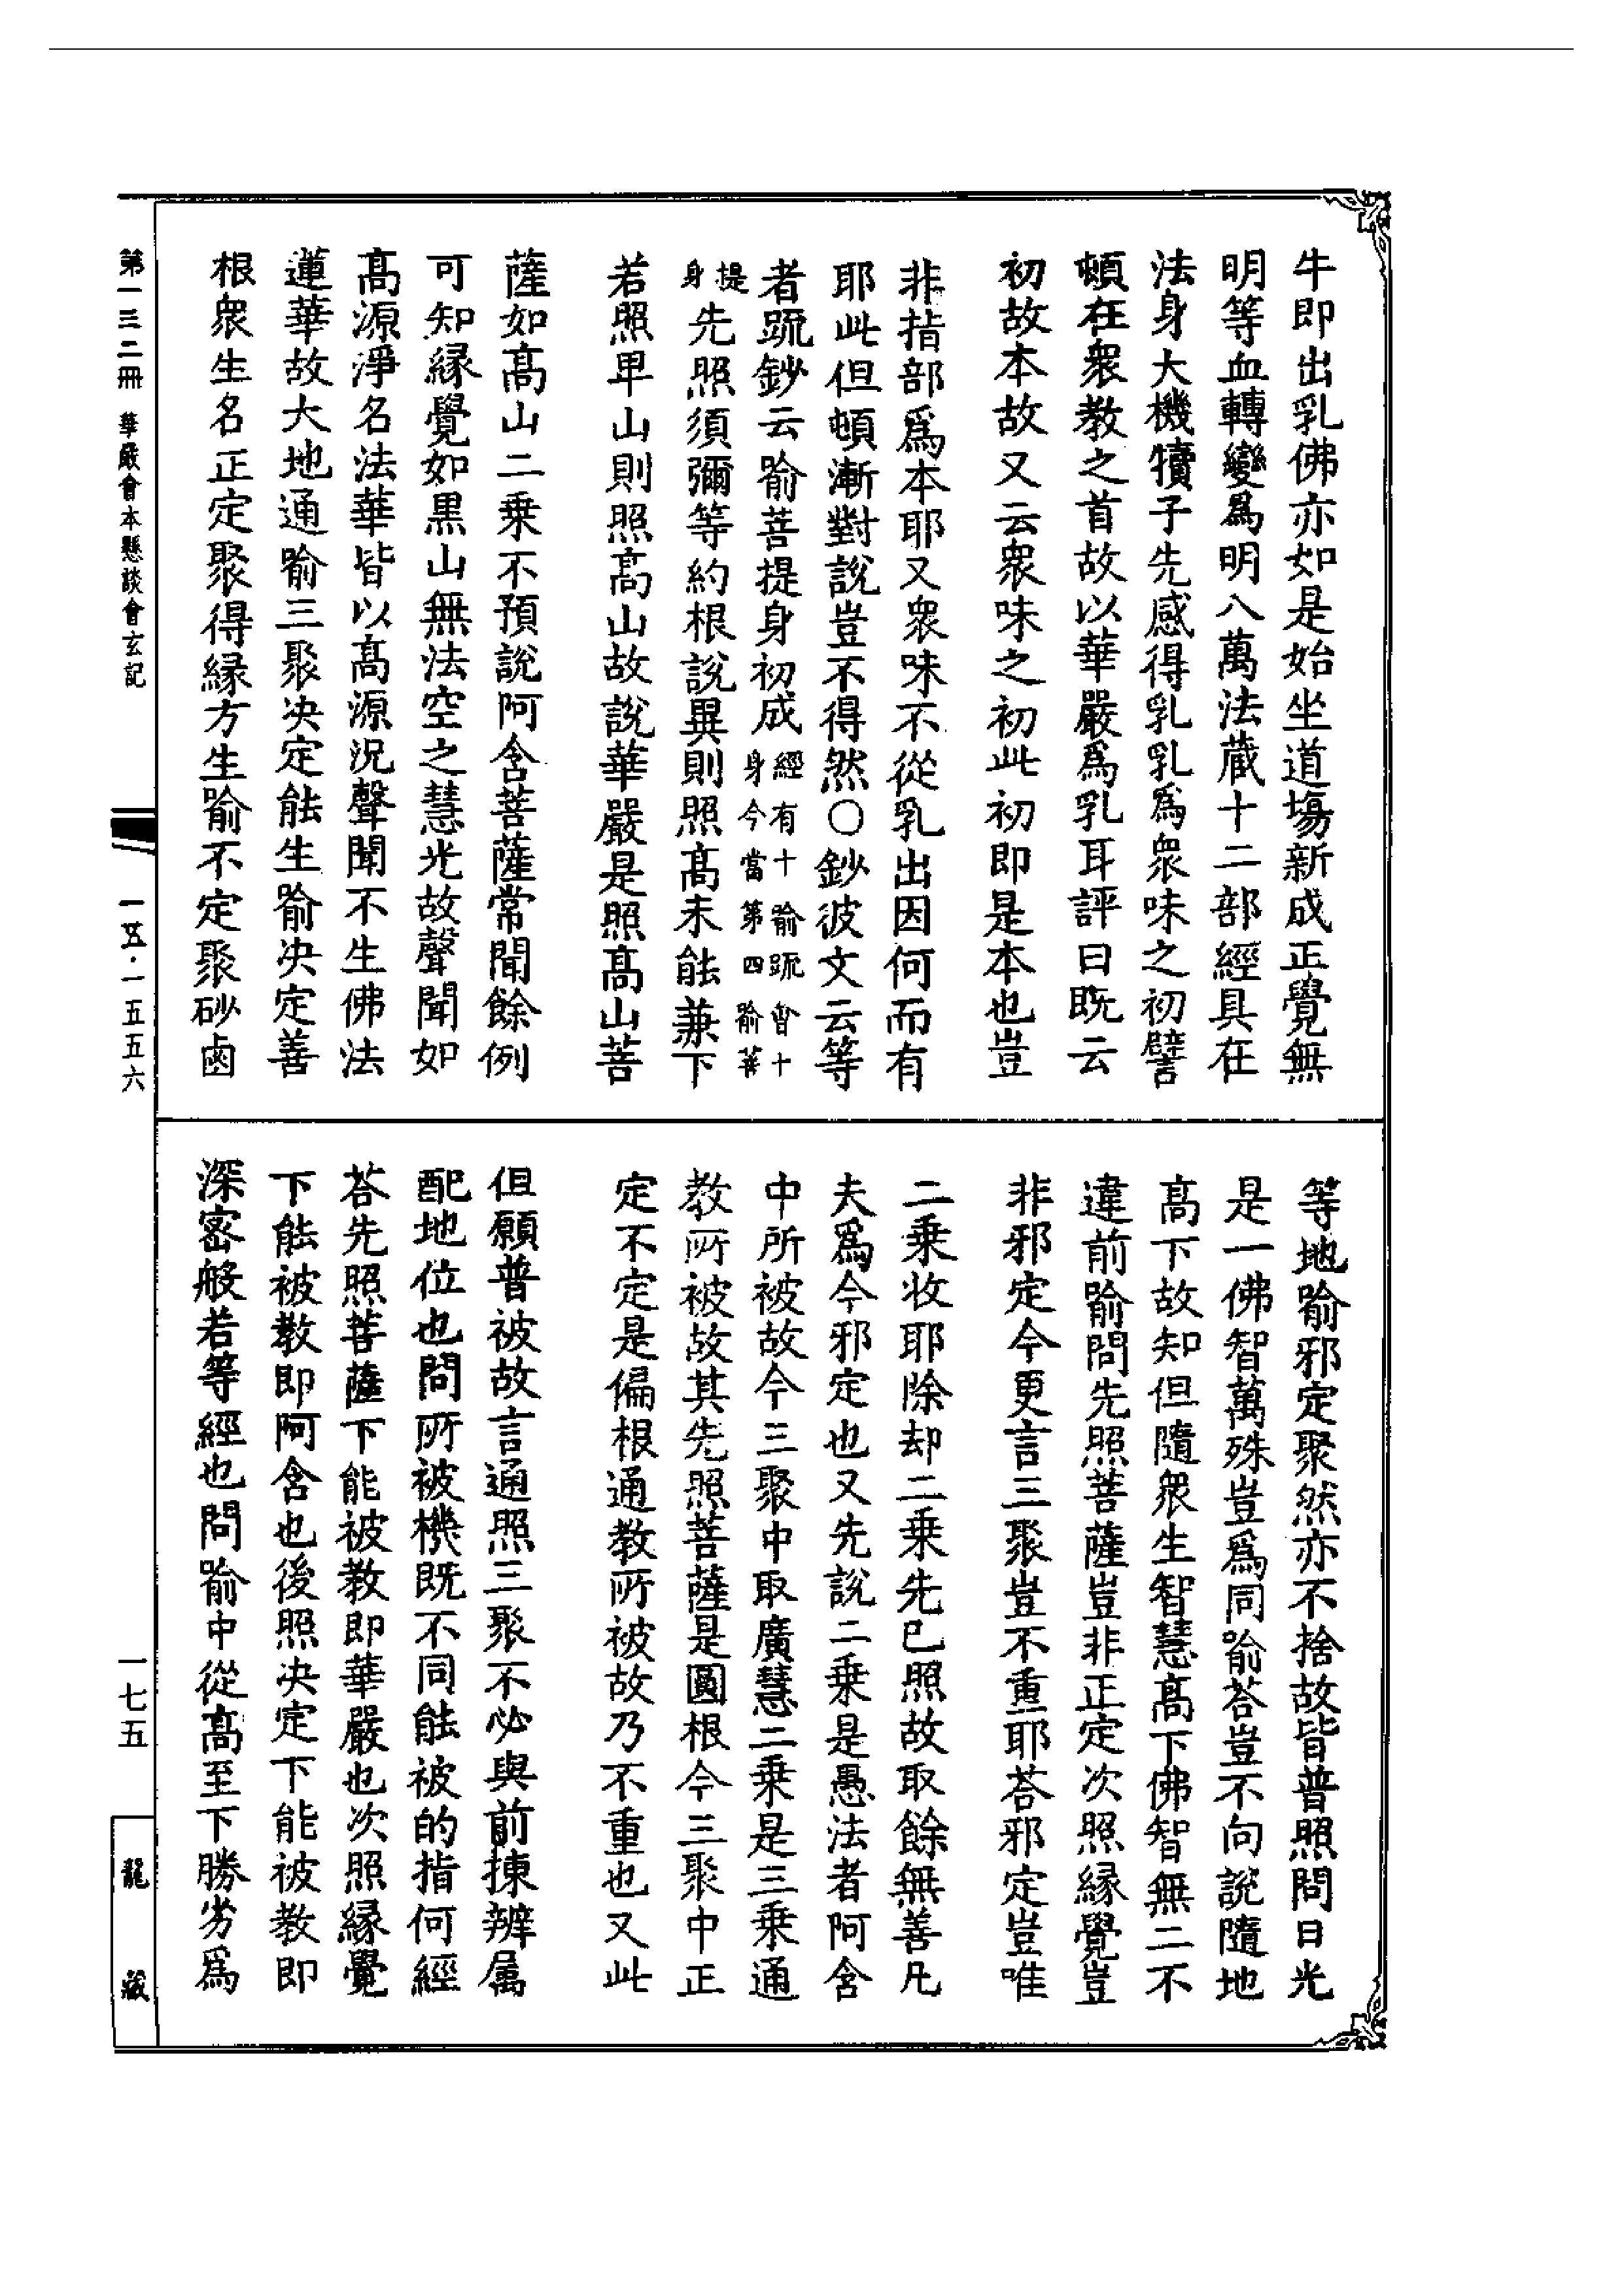 牛即出乳佛亦如是始坐道場新成正覺無
明等血轉變爲明明八萬法藏十二部經具在
法身大機犢子先感得乳乳爲衆味之初譬
頓在衆教之首故以華嚴爲乳耳評曰既云
初故本故又云衆味之初此初即是本也豈
非指部爲本耶又衆味不從乳出因何而有
耶此但頓漸對說豈不得然○鈔彼文云等
者䟽鈔云喻菩提身初成經有十喻䟽會十身今當第四喻菩
提身先照須彌等約根說異則照高未能兼下
若照卑山則照高山故說華嚴是照高山菩
薩如高山二乘不預說阿含菩薩常聞餘例
可知縁覺如黒山無法空之慧光故聲聞如
高源淨名法華皆以高源況聲聞不生佛法
蓮華故大地通喻三聚決定能生喻決定善
根衆生名正定聚得縁方生喻不定聚砂鹵
等地喻邪定聚然亦不捨故皆普照問日光
是一佛智萬殊豈爲同喻荅豈不向說隨地
高下故知但隨衆生智慧高下佛智無二不
違前喻問先照菩薩豈非正定次照縁覺豈
非邪定今更言三聚豈不重耶荅邪定豈唯
二乘收耶除却二乘先已照故取餘無善凡
夫爲今邪定也又先說二乘是愚法者阿含
中所被故今三聚中取廣慧二乘是三乘通
教所被故其先照菩薩是圓根今三聚中正
定不定是偏根通教所被故乃不重也又此
但願普被故言通照三聚不必與前揀辨属
配地位也問所被機既不同能被的指何經
荅先照菩薩下能被教即華嚴也次照縁覺
下能被教即阿含也後照決定下能被教即
深密般若等經也問喻中從高至下勝劣爲
第一三二冊 華嚴會本懸談會玄記
一五五六
一七五
龍藏